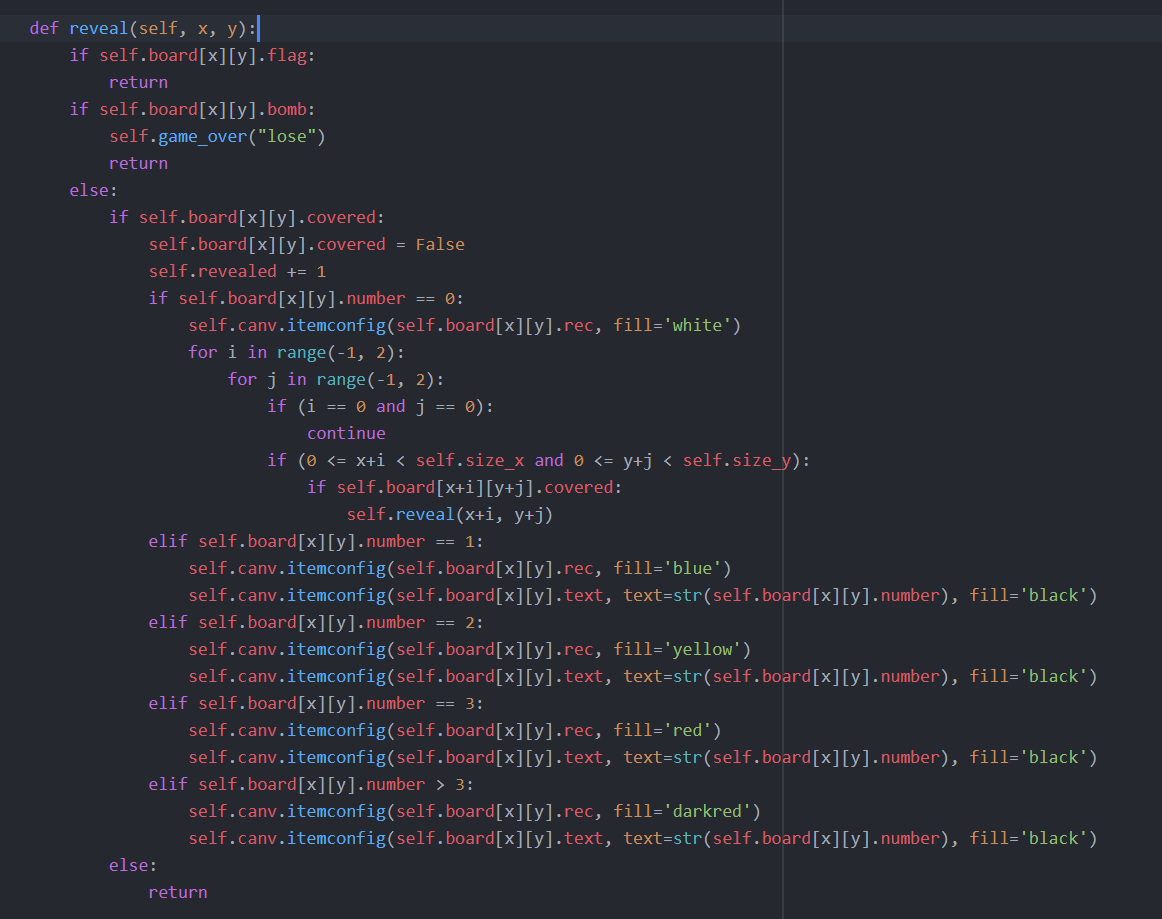 def reveal(self, x, y):
    if self.board[x][y].flag:
        return
    if self.board[x][y].bomb:
        self.game_over("lose")
        return
    else:
        if self.board[x][y].covered:
            self.board[x][y].covered = False
            self.revealed += 1
            if self.board[x][y].number == 0:
                self.canv.itemconfig(self.board[x][y].rec, fill='white')
                for i in range(-1, 2):
                    for j in range(-1, 2):
                        if (i == 0 and j == 0):
                            continue
                        if (0 <= x+i < self.size_x and 0 <= y+j < self.size_y):
                            if self.board[x+i][y+j].covered:
                                self.reveal(x+i, y+j)
            elif self.board[x][y].number == 1:
                self.canv.itemconfig(self.board[x][y].rec, fill='blue')
                self.canv.itemconfig(self.board[x][y].text, text=str(self.board[x][y].number), fill='black')
            elif self.board[x][y].number == 2:
                self.canv.itemconfig(self.board[x][y].rec, fill='yellow')
                self.canv.itemconfig(self.board[x][y].text, text=str(self.board[x][y].number), fill='black')
            elif self.board[x][y].number == 3:
                self.canv.itemconfig(self.board[x][y].rec, fill='red')
                self.canv.itemconfig(self.board[x][y].text, text=str(self.board[x][y].number), fill='black')
            elif self.board[x][y].number > 3:
                self.canv.itemconfig(self.board[x][y].rec, fill='darkred')
                self.canv.itemconfig(self.board[x][y].text, text=str(self.board[x][y].number), fill='black')
        else:
            return